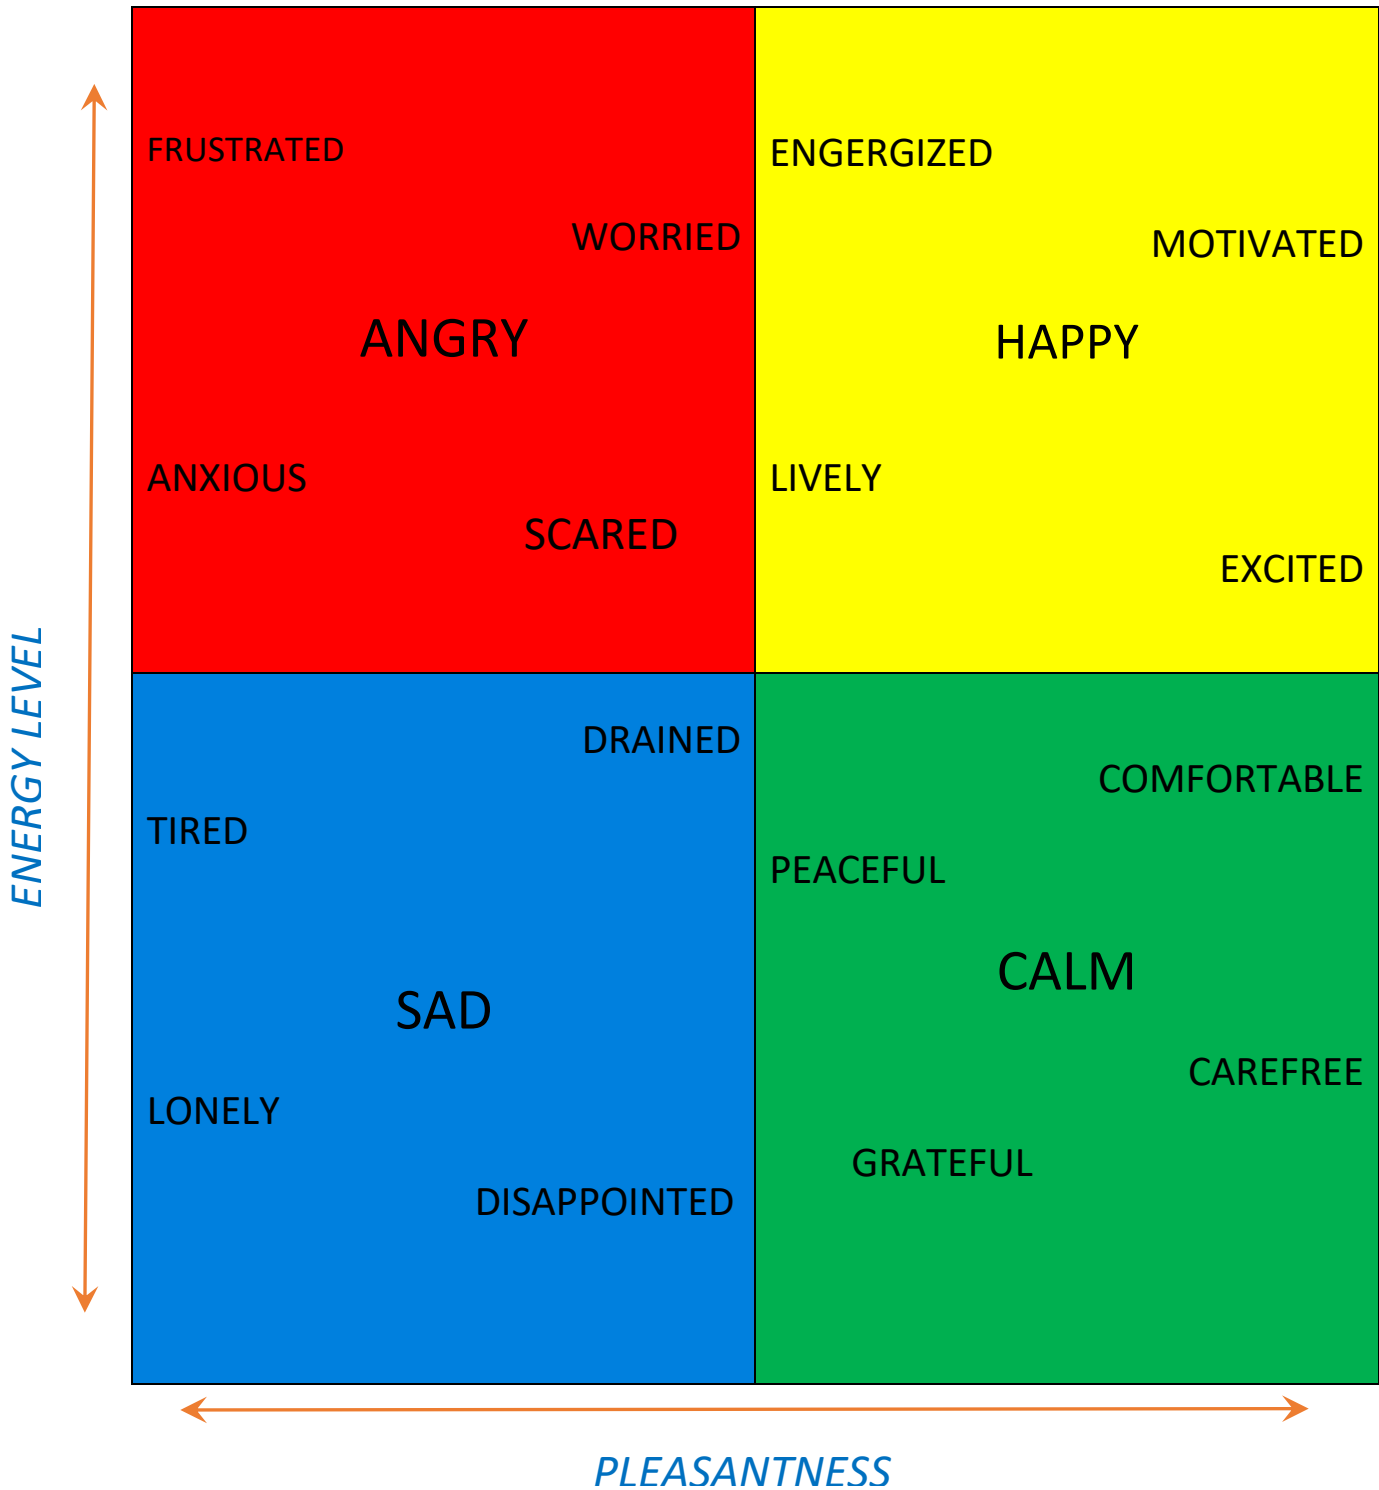 FRUSTRATED
WORRIED
ANGRY
ANXIOUS
SCARED
ENGERGIZED
MOTIVATED
HAPPY
LIVELY
EXCITED
ENERGY LEVEL
DRAINED
TIRED
SAD
LONELY
DISAPPOINTED
COMFORTABLE
PEACEFUL
CALM
CAREFREE
GRATEFUL
PLEASANTNESS